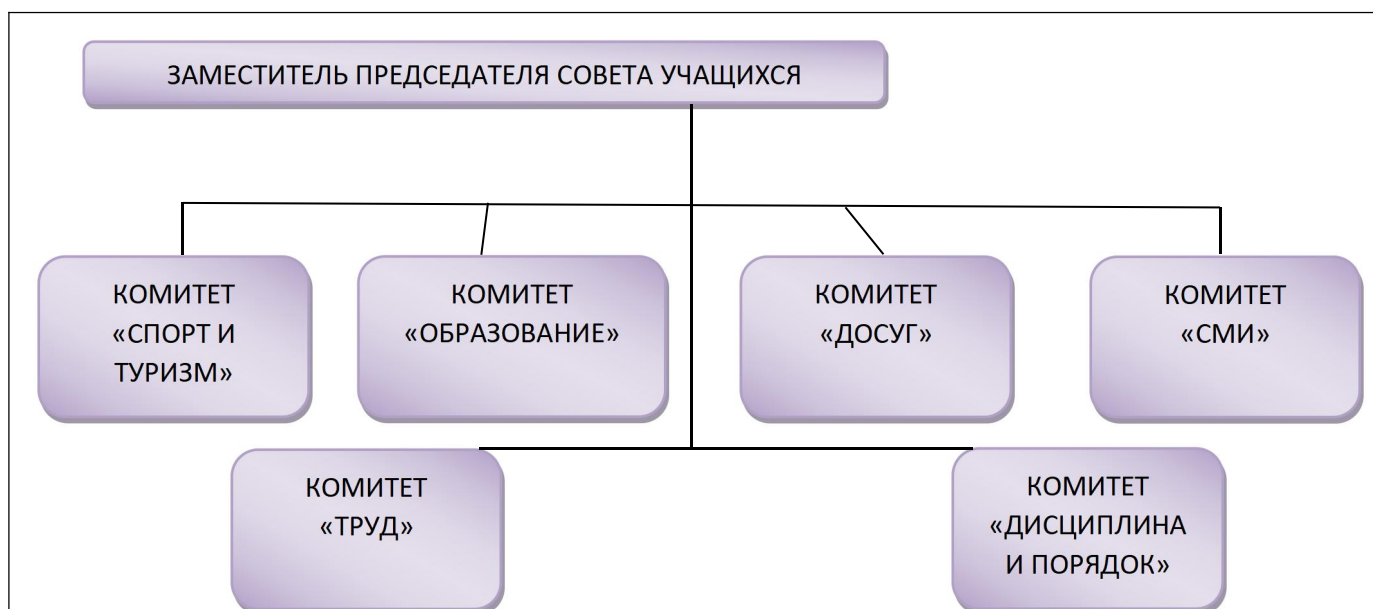 ЗАМЕСТИТЕЛЬ ПРЕДСЕДАТЕЛЯ СОВЕТА УЧАЩИХСЯ
КОМИТЕТ
«СПОРТ И
ТУРИЗМ»
КОМИТЕТ
«ОБРАЗОВАНИЕ»
КОМИТЕТ
«ДОСУГ»
КОМИТЕТ
«СМИ»
КОМИТЕТ
«ТРУД»
КОМИТЕТ
«ДИСЦИПЛИНА
И ПОРЯДОК»